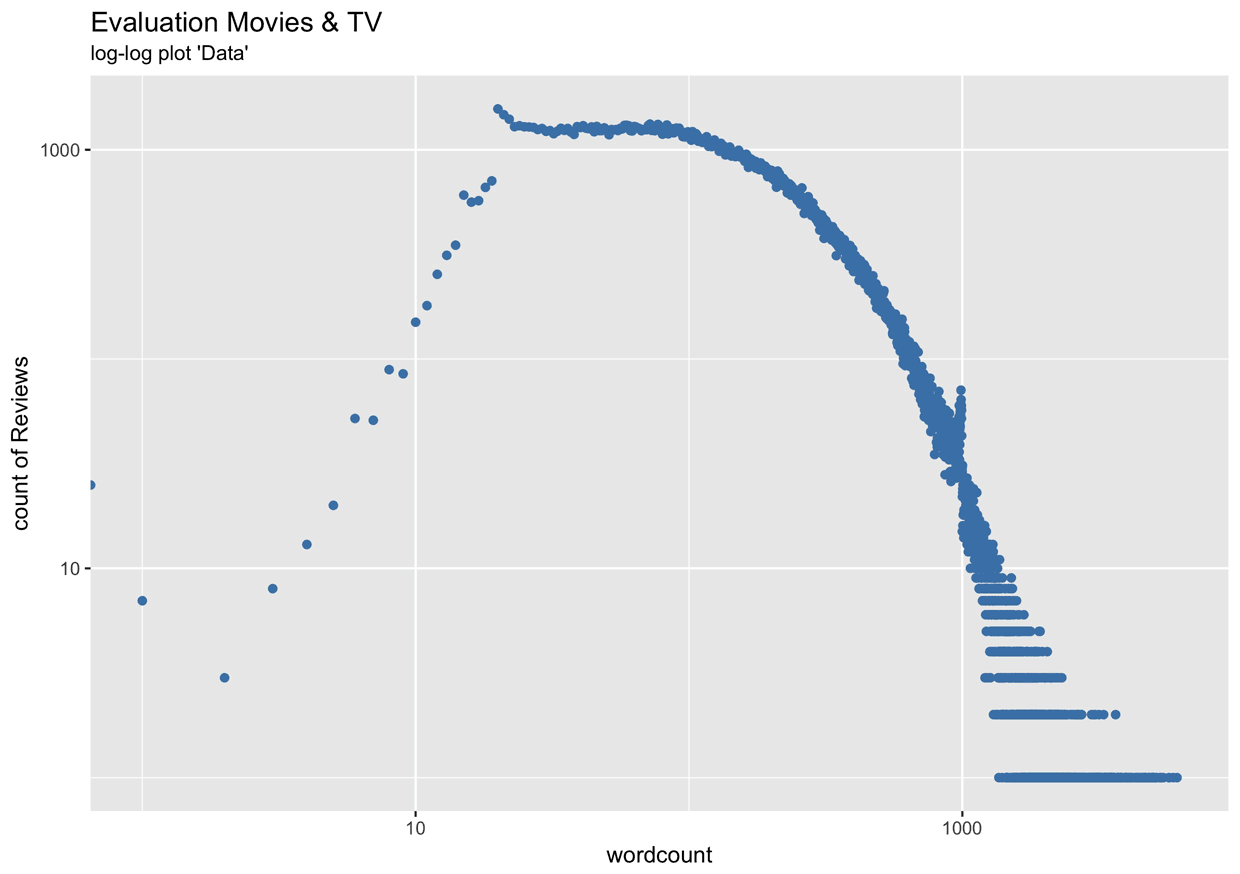 Evaluation Movies & TV
log-log plot 'Data'
count of Reviews
1000
10
10
1000
wordcount